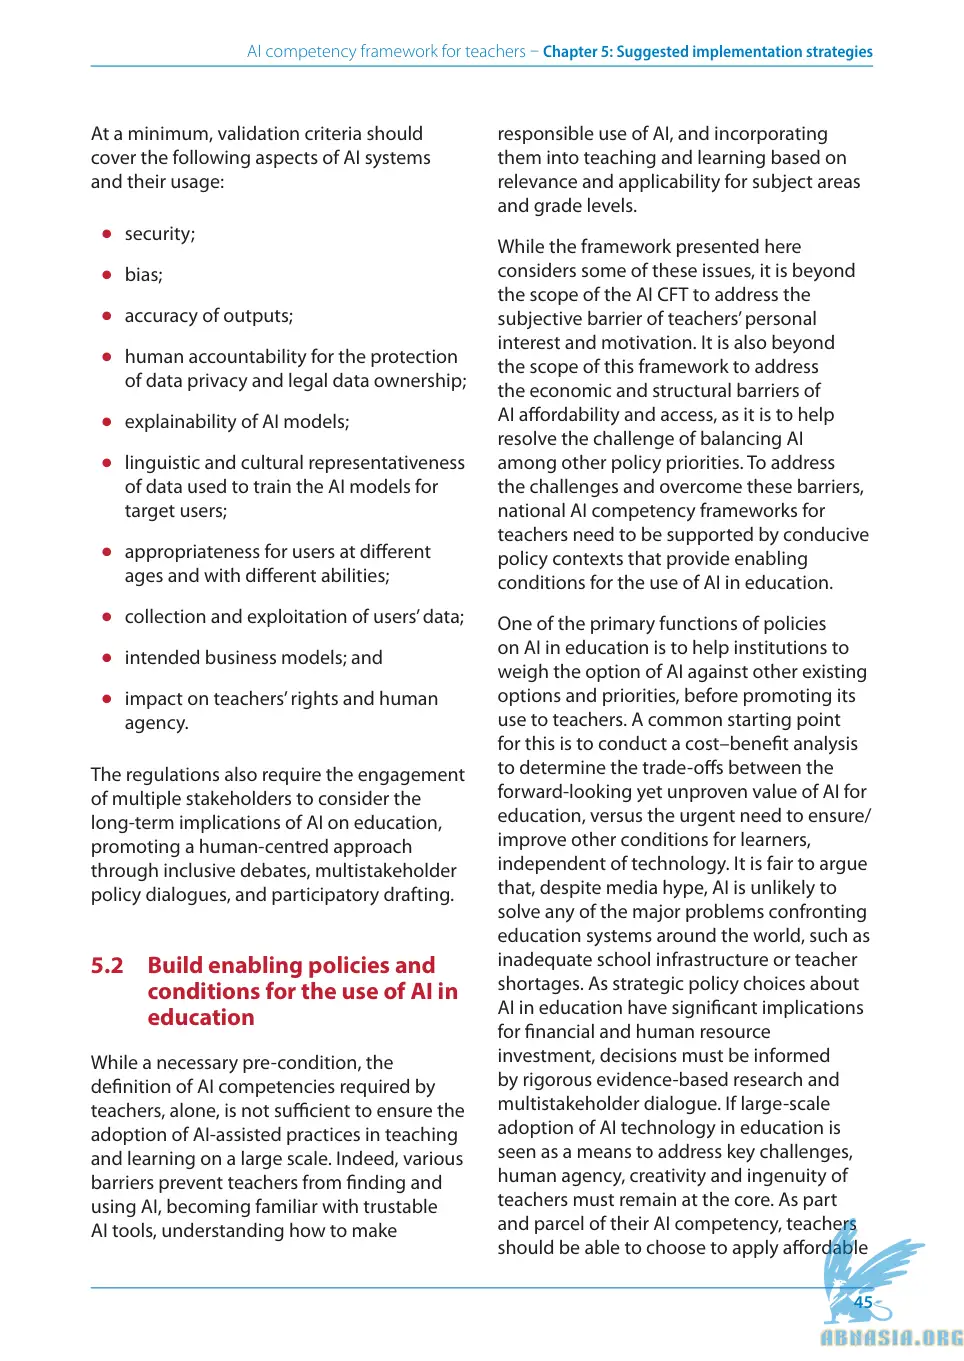 AI competency framework for teachers – Chapter 5: Suggested implementation strategies
At a minimum, validation criteria should
cover the following aspects of AI systems
and their usage:
● security;
● bias;
● accuracy of outputs;
● human accountability for the protection
of data privacy and legal data ownership;
● explainability of AI models;
● linguistic and cultural representativeness
of data used to train the AI models for
target users;
● appropriateness for users at different
ages and with different abilities;
● collection and exploitation of users’ data;
● intended business models; and
● impact on teachers’ rights and human
agency.
The regulations also require the engagement
of multiple stakeholders to consider the
long-term implications of AI on education,
promoting a human-centred approach
through inclusive debates, multistakeholder
policy dialogues, and participatory drafting.
5.2 Build enabling policies and
conditions for the use of AI in
education
While a necessary pre-condition, the
definition of AI competencies required by
teachers, alone, is not sufficient to ensure the
adoption of AI-assisted practices in teaching
and learning on a large scale. Indeed, various
barriers prevent teachers from finding and
using AI, becoming familiar with trustable
AI tools, understanding how to make
responsible use of AI, and incorporating
them into teaching and learning based on
relevance and applicability for subject areas
and grade levels.
While the framework presented here
considers some of these issues, it is beyond
the scope of the AI CFT to address the
subjective barrier of teachers’ personal
interest and motivation. It is also beyond
the scope of this framework to address
the economic and structural barriers of
AI affordability and access, as it is to help
resolve the challenge of balancing AI
among other policy priorities. To address
the challenges and overcome these barriers,
national AI competency frameworks for
teachers need to be supported by conducive
policy contexts that provide enabling
conditions for the use of AI in education.
One of the primary functions of policies
on AI in education is to help institutions to
weigh the option of AI against other existing
options and priorities, before promoting its
use to teachers. A common starting point
for this is to conduct a cost–benefit analysis
to determine the trade-offs between the
forward-looking yet unproven value of AI for
education, versus the urgent need to ensure/
improve other conditions for learners,
independent of technology. It is fair to argue
that, despite media hype, AI is unlikely to
solve any of the major problems confronting
education systems around the world, such as
inadequate school infrastructure or teacher
shortages. As strategic policy choices about
AI in education have significant implications
for financial and human resource
investment, decisions must be informed
by rigorous evidence-based research and
multistakeholder dialogue. If large-scale
adoption of AI technology in education is
seen as a means to address key challenges,
human agency, creativity and ingenuity of
teachers must remain at the core. As part
and parcel of their AI competency, teachers
should be able to choose to apply affordable
45
ABNASIA.ORG